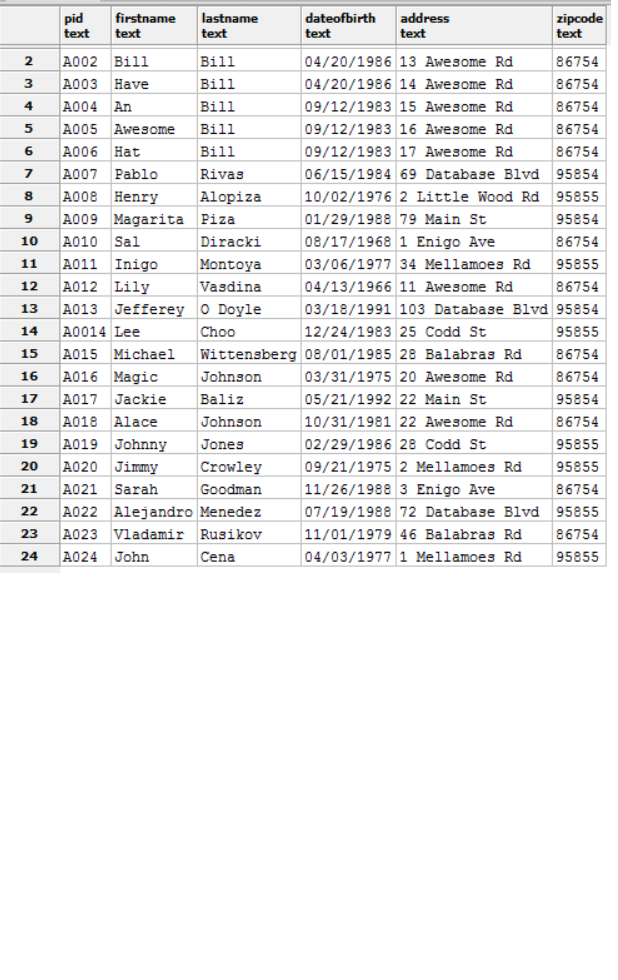 pid firstname lastname dateofbirth address zipcode
text text text text text text
2 A002 Bill Bill 04/20/1986 13 Awesome Rd 86754
3 A003 Have Bill 04/20/1986 14 Awesome Rd 86754
4 A004 An Bill 09/12/1983 15 Awesome Rd 86754
5 A005 Awesome Bill 09/12/1983 16 Awesome Rd 86754
6 A006 Hat Bill 09/12/1983 17 Awesome Rd 86754
7 A007 Pablo Rivas 06/15/1984 69 Database Blvd 95854
8 A008 Henry Alopiza 10/02/1976 2 Little Wood Rd 95855
9 A009 Magarita Piza 01/29/1988 79 Main St 95854
10 A010 Sal Diracki 08/17/1968 1 Enigo Ave 86754
11 A011 Inigo Montoya 03/06/1977 34 Mellamoes Rd 95855
12 A012 Lily Vasdina 04/13/1966 11 Awesome Rd 86754
13 A013 Jefferey O Doyle 03/18/1991 103 Database Blvd 95854
14 A0014 Lee Choo 12/24/1983 25 Codd St 95855
15 A015 Michael Wittensberg 08/01/1985 28 Balabras Rd 86754
16 A016 Magic Johnson 03/31/1975 20 Awesome Rd 86754
17 A017 Jackie Baliz 05/21/1992 22 Main St 95854
18 A018 Alace Johnson 10/31/1981 22 Awesome Rd 86754
19 A019 Johnny Jones 02/29/1986 28 Codd St 95855
20 A020 Jimmy Crowley 09/21/1975 2 Mellamoes Rd 95855
21 A021 Sarah Goodman 11/26/1988 3 Enigo Ave 86754
22 A022 Alejandro Menedez 07/19/1988 72 Database Blvd 95855
23 A023 Vladamir Rusikov 11/01/1979 46 Balabras Rd 86754
24 A024 John Cena 04/03/1977 1 Mellamoes Rd 95855